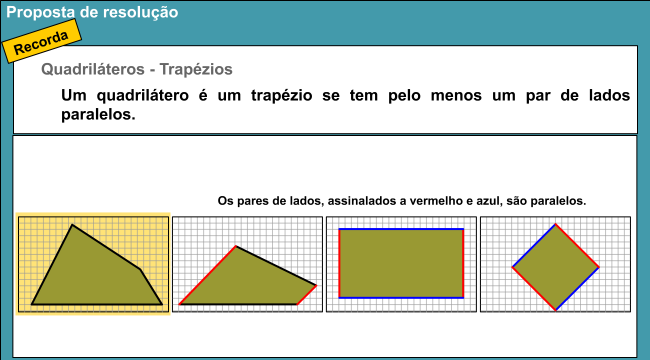 Proposta de resolução
Recorda
Quadriláteros - Trapézios
Um quadrilátero é um trapézio se tem pelo menos um par de lados
paralelos.
Os pares de lados, assinalados a vermelho e azul, são paralelos.